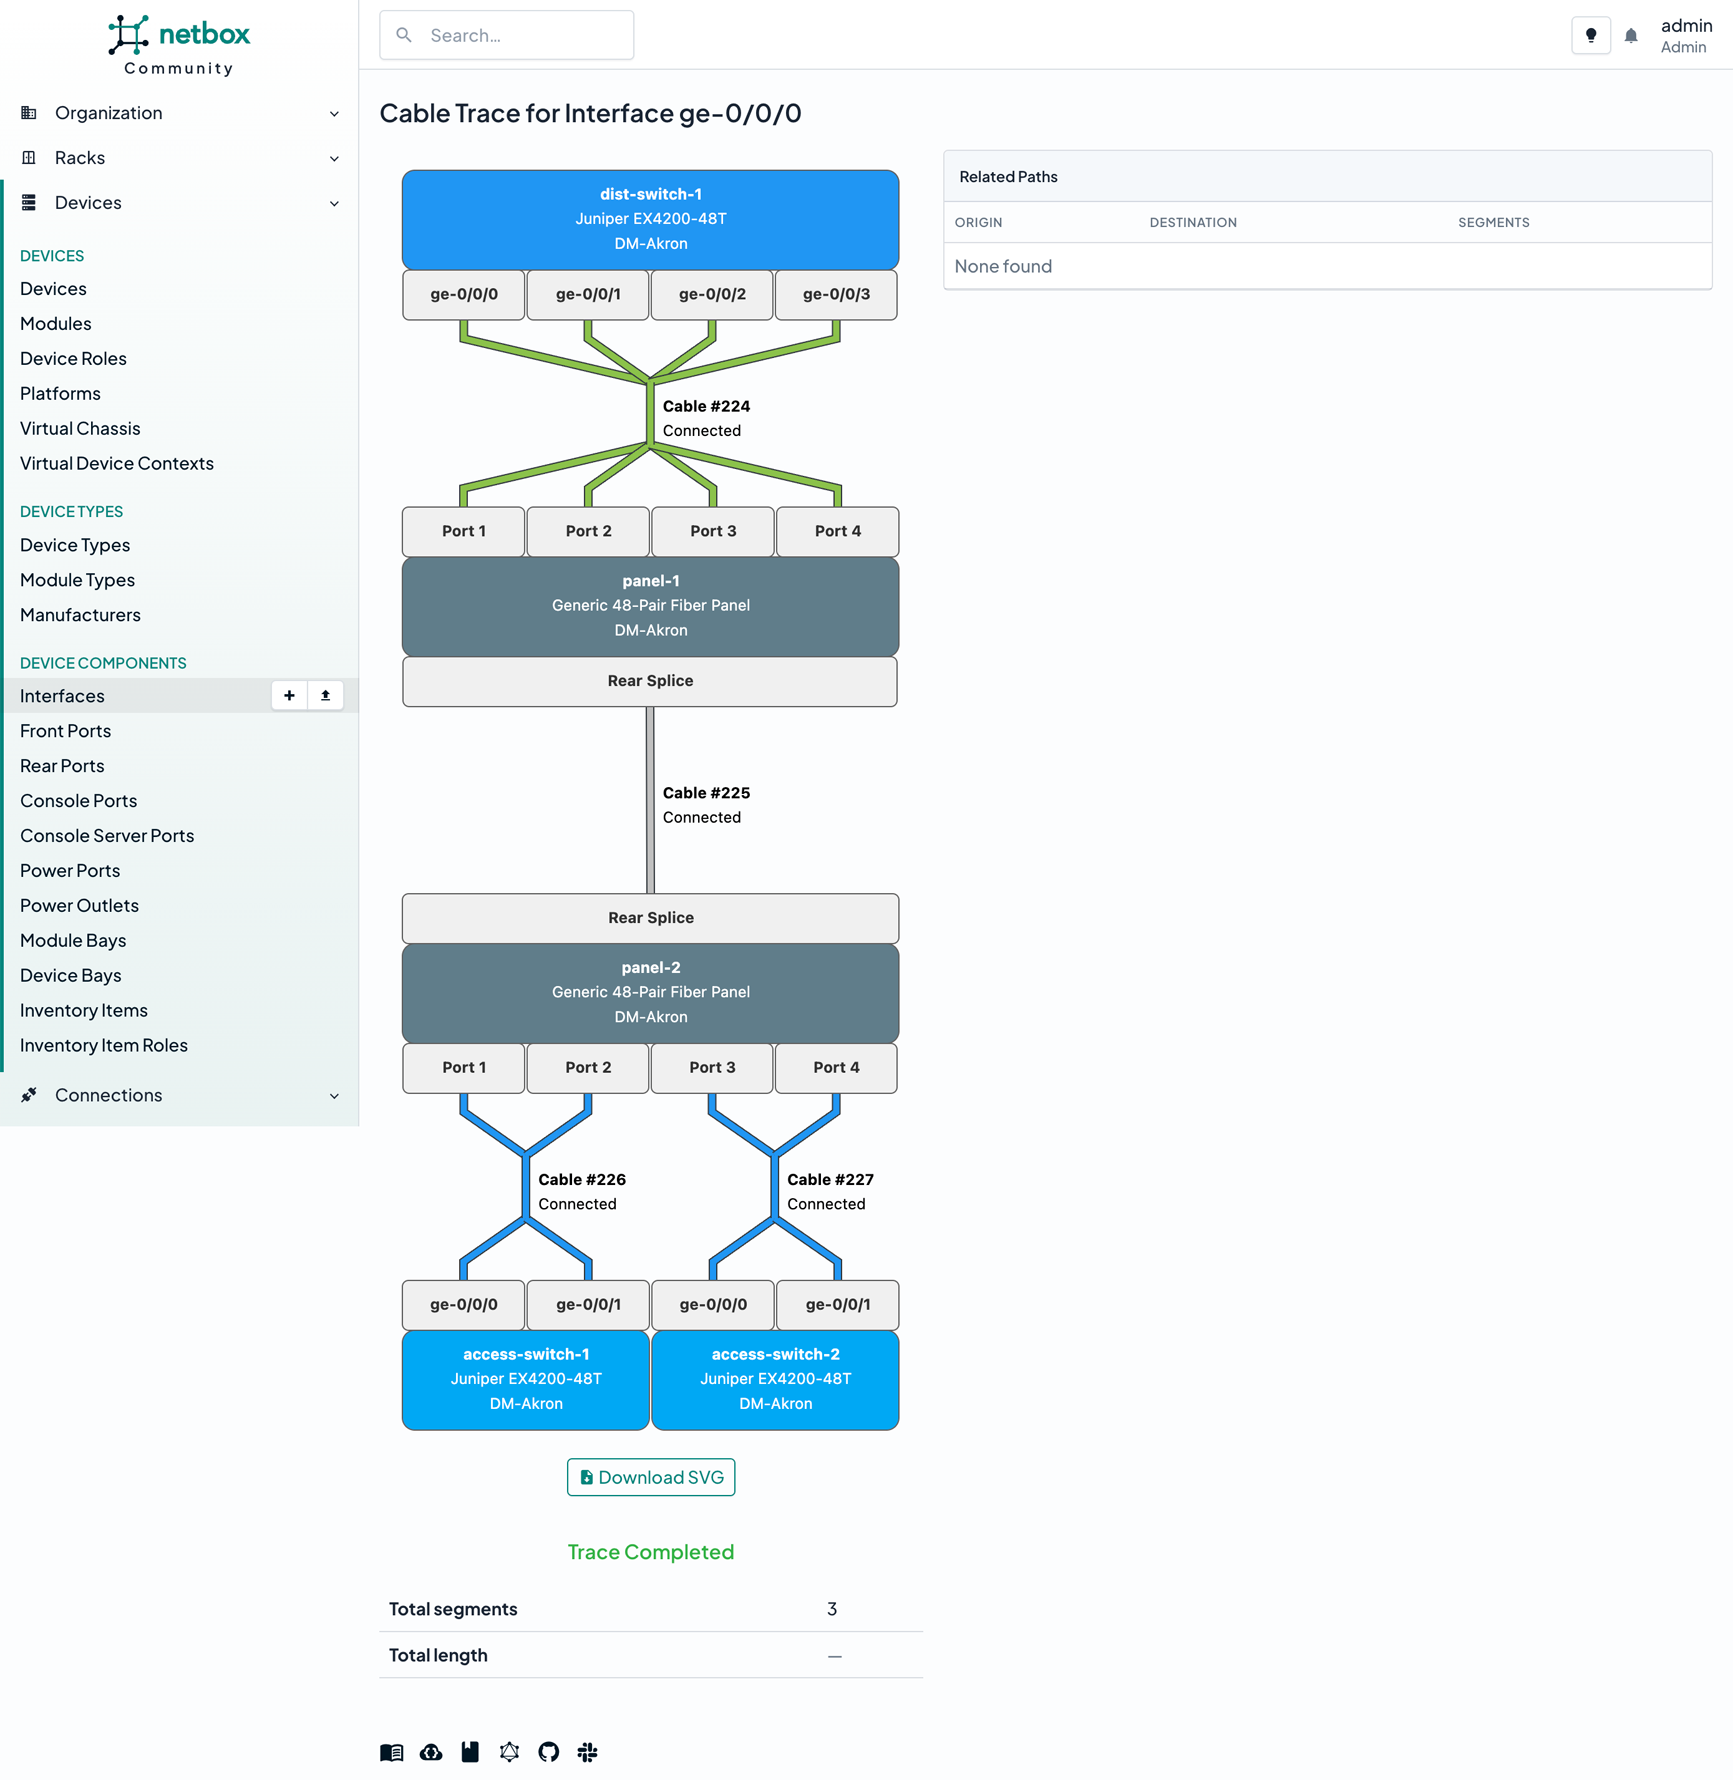 netbox
Community
Search...
admin
Admin
Organization
Racks
Devices
DEVICES
Devices
Modules
Device Roles
Platforms
Virtual Chassis
Virtual Device Contexts
DEVICE TYPES
Device Types
Module Types
Manufacturers
DEVICE COMPONENTS
Interfaces
Front Ports
Rear Ports
Console Ports
Console Server Ports
Power Ports
Power Outlets
Module Bays
Device Bays
Inventory Items
Inventory Item Roles
Connections
Cable Trace for Interface ge-0/0/0
dist-switch-1
Juniper EX4200-48T
DM-Akron
ge-0/0/0 ge-0/0/1 ge-0/0/2 ge-0/0/3
Cable #224
Connected
Port 1 Port 2 Port 3 Port 4
panel-1
Generic 48-Pair Fiber Panel
DM-Akron
Rear Splice
Cable #225
Connected
Rear Splice
panel-2
Generic 48-Pair Fiber Panel
DM-Akron
Port 1 Port 2 Port 3 Port 4
Cable #226
Connected
Cable #227
Connected
ge-0/0/0 ge-0/0/1 ge-0/0/0 ge-0/0/1
access-switch-1
Juniper EX4200-48T
DM-Akron
access-switch-2
Juniper EX4200-48T
DM-Akron
Download SVG
Trace Completed
Total segments 3
Total length —
Related Paths
ORIGIN DESTINATION SEGMENTS
None found